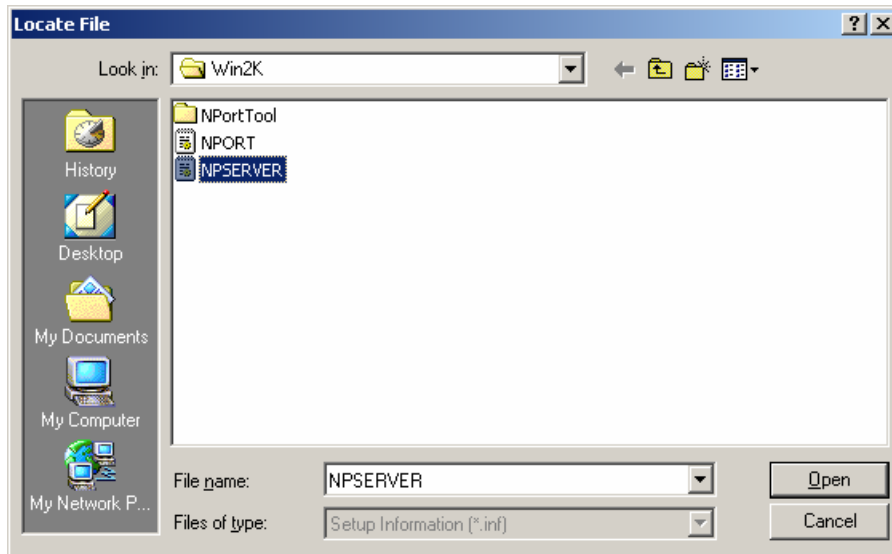 Locate File
Look in: Win2K
NPortTool
NPORT
NPSERVER
History
Desktop
My Documents
My Computer
My Network P...
File name: NPSERVER Open
Files of type: Setup Information (*.inf) Cancel